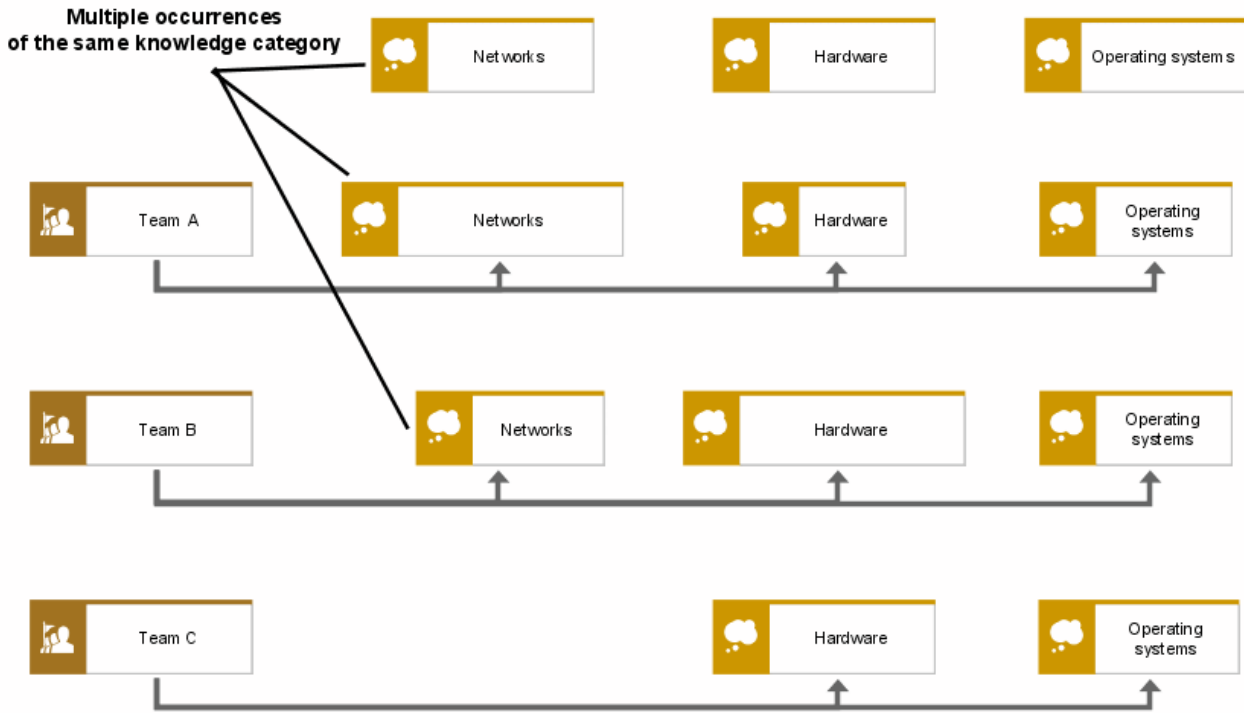 Multiple occurrences
of the same knowledge category
Networks
Hardware
Operating systems
Team A
Networks
Hardware
Operating
systems
Team B
Networks
Hardware
Operating
systems
Team C
Hardware
Operating
systems